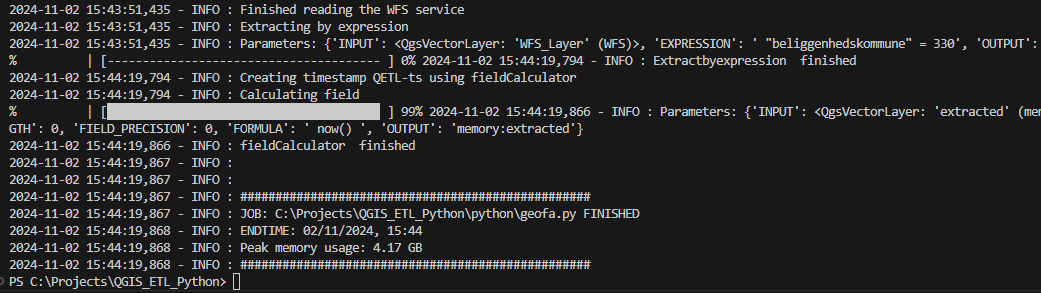 2024-11-02 15:43:51,435 - INFO : Finished reading the WFS service
2024-11-02 15:43:51,435 - INFO : Extracting by expression
2024-11-02 15:43:51,435 - INFO : Parameters: {'INPUT': <QgsVectorLayer: 'WFS_Layer' (WFS)>, 'EXPRESSION': ' "beliggenhedskommune" = 330', 'OUTPUT':
% | [--------------------------------------- ] 0% 2024-11-02 15:44:19,794 - INFO : Extractbyexpression finished
2024-11-02 15:44:19,794 - INFO : Creating timestamp QETL-ts using fieldCalculator
2024-11-02 15:44:19,794 - INFO : Calculating field
% | [ ] 99% 2024-11-02 15:44:19,866 - INFO : Parameters: {'INPUT': <QgsVectorLayer: 'extracted' (mem
GTH': 0, 'FIELD_PRECISION': 0, 'FORMULA': ' now() ', 'OUTPUT': 'memory:extracted'}
2024-11-02 15:44:19,866 - INFO : fieldCalculator finished
2024-11-02 15:44:19,867 - INFO :
2024-11-02 15:44:19,867 - INFO :
2024-11-02 15:44:19,867 - INFO : ##################################################
2024-11-02 15:44:19,867 - INFO : JOB: C:\Projects\QGIS_ETL_Python\python\geofa.py FINISHED
2024-11-02 15:44:19,868 - INFO : ENDTIME: 02/11/2024, 15:44
2024-11-02 15:44:19,868 - INFO : Peak memory usage: 4.17 GB
2024-11-02 15:44:19,868 - INFO : ##################################################
PS C:\Projects\QGIS_ETL_Python>